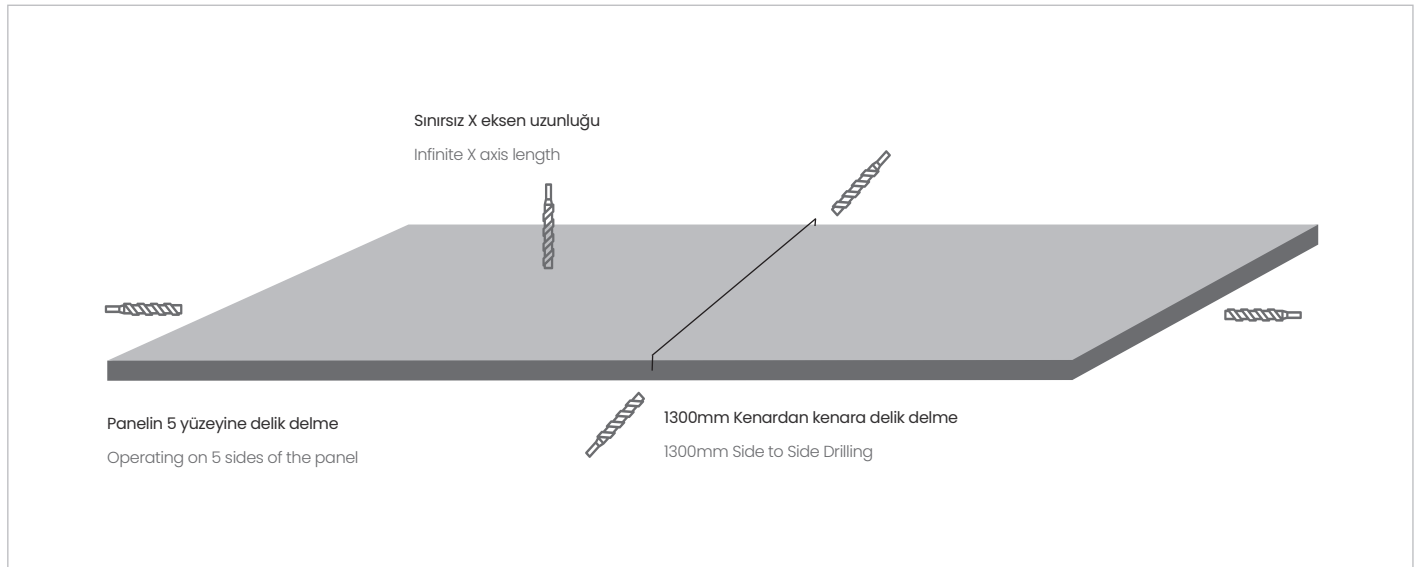 Sınırsız X eksen uzunluğu
Infinite X axis length
Panelin 5 yüzeyine delik delme
Operating on 5 sides of the panel
1300mm Kenardan kenara delik delme
1300mm Side to Side Drilling